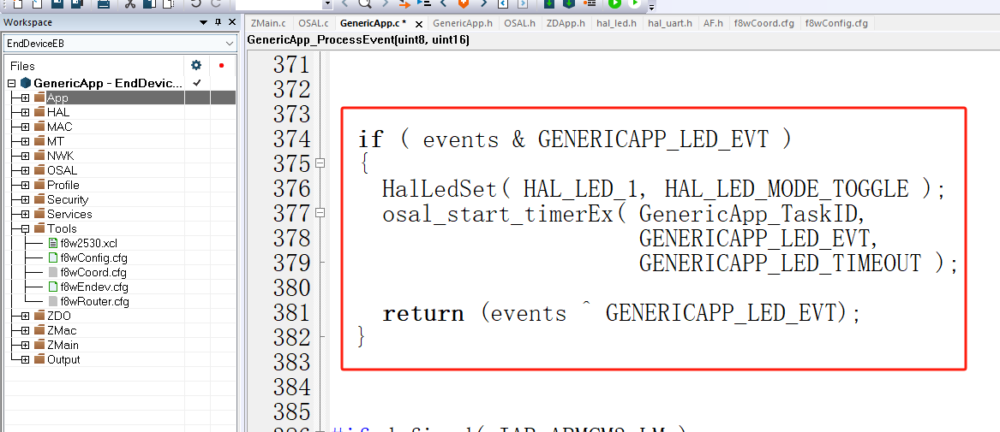 Workspace
EndDeviceEB
Files
GenericApp - EndDevic...
App
HAL
MAC
MT
NWK
OSAL
Profile
Security
Services
Tools
f8w2530.xcl
f8wConfig.cfg
f8wCoord.cfg
f8wEndev.cfg
f8wRouter.cfg
ZDO
ZMac
ZMain
Output
ZMain.c OSAL.c GenericApp.c * × GenericApp.h OSAL.h ZDApp.h hal_led.h hal_uart.h AF.h f8wCoord.cfg f8wConfig.cfg
GenericApp_ProcessEvent(uint8, uint16)
371
372
373
374 if ( events & GENERICAPP_LED_EVT )
375 {
376 HalLedSet( HAL_LED_1, HAL_LED_MODE_TOGGLE );
377 osal_start_timerEx( GenericApp_TaskID,
378 GENERICAPP_LED_EVT,
379 GENERICAPP_LED_TIMEOUT );
380
381 return (events ^ GENERICAPP_LED_EVT);
382 }
383
384
385